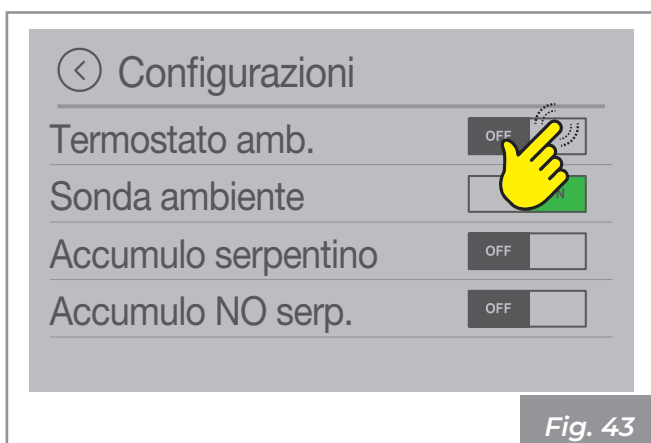 Configurazioni
Termostato amb.
OFF
Sonda ambiente
Accumulo serpentino
OFF
Accumulo NO serp.
OFF
Fig. 43